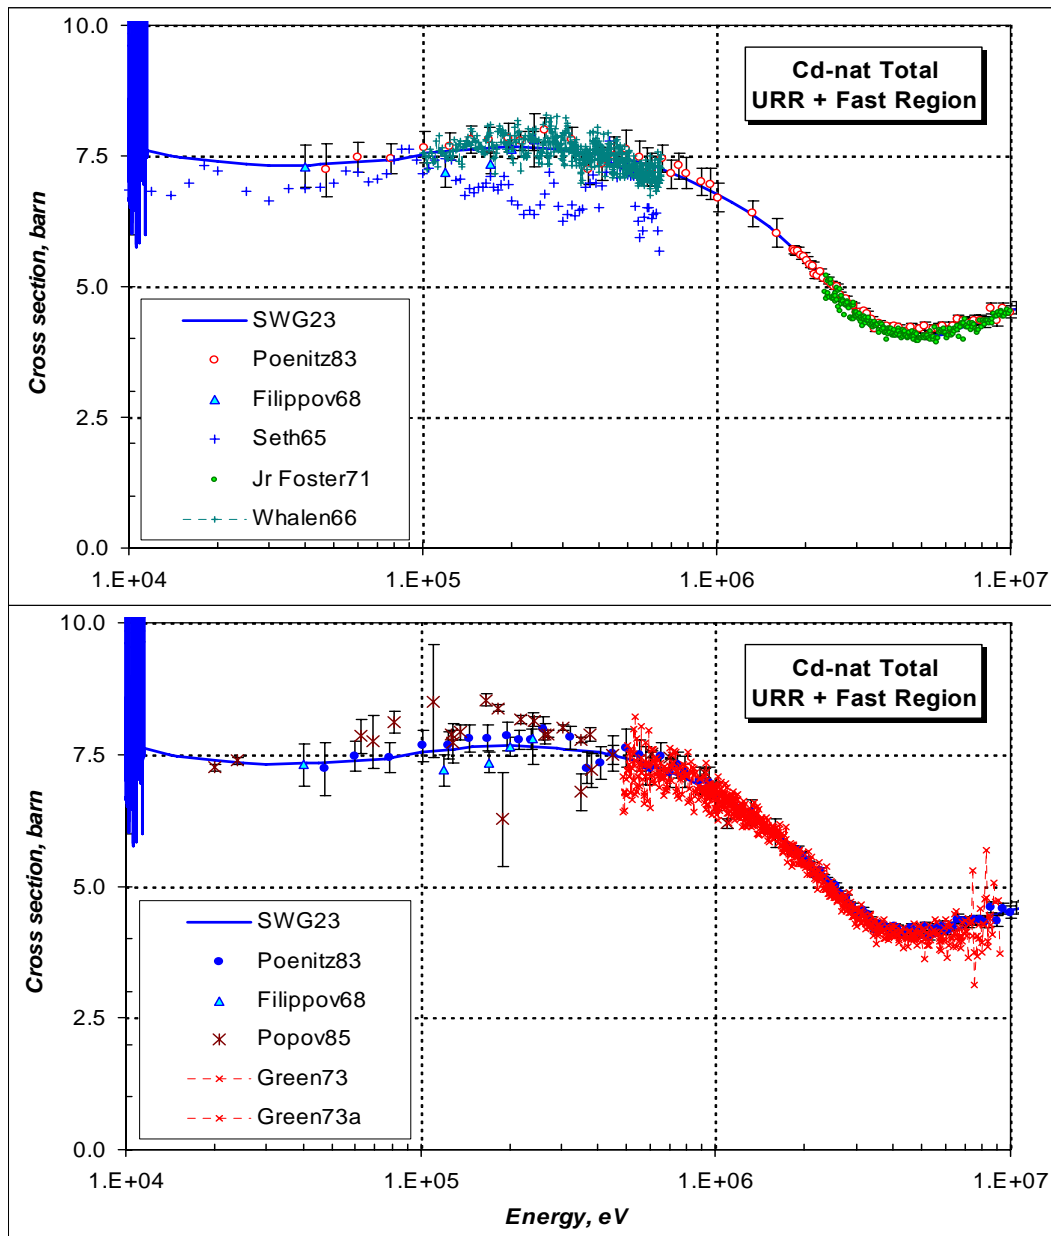 10.0
7.5
5.0
2.5
0.0
Cross section, barn
Cd-nat Total
URR + Fast Region
SWG23
Poenitz83
Filippov68
Seth65
Jr Foster71
Whalen66
1.E+04 1.E+05 1.E+06 1.E+07
10.0
7.5
5.0
2.5
0.0
Cross section, barn
Cd-nat Total
URR + Fast Region
SWG23
Poenitz83
Filippov68
Popov85
Green73
Green73a
1.E+04 1.E+05 1.E+06 1.E+07
Energy, eV